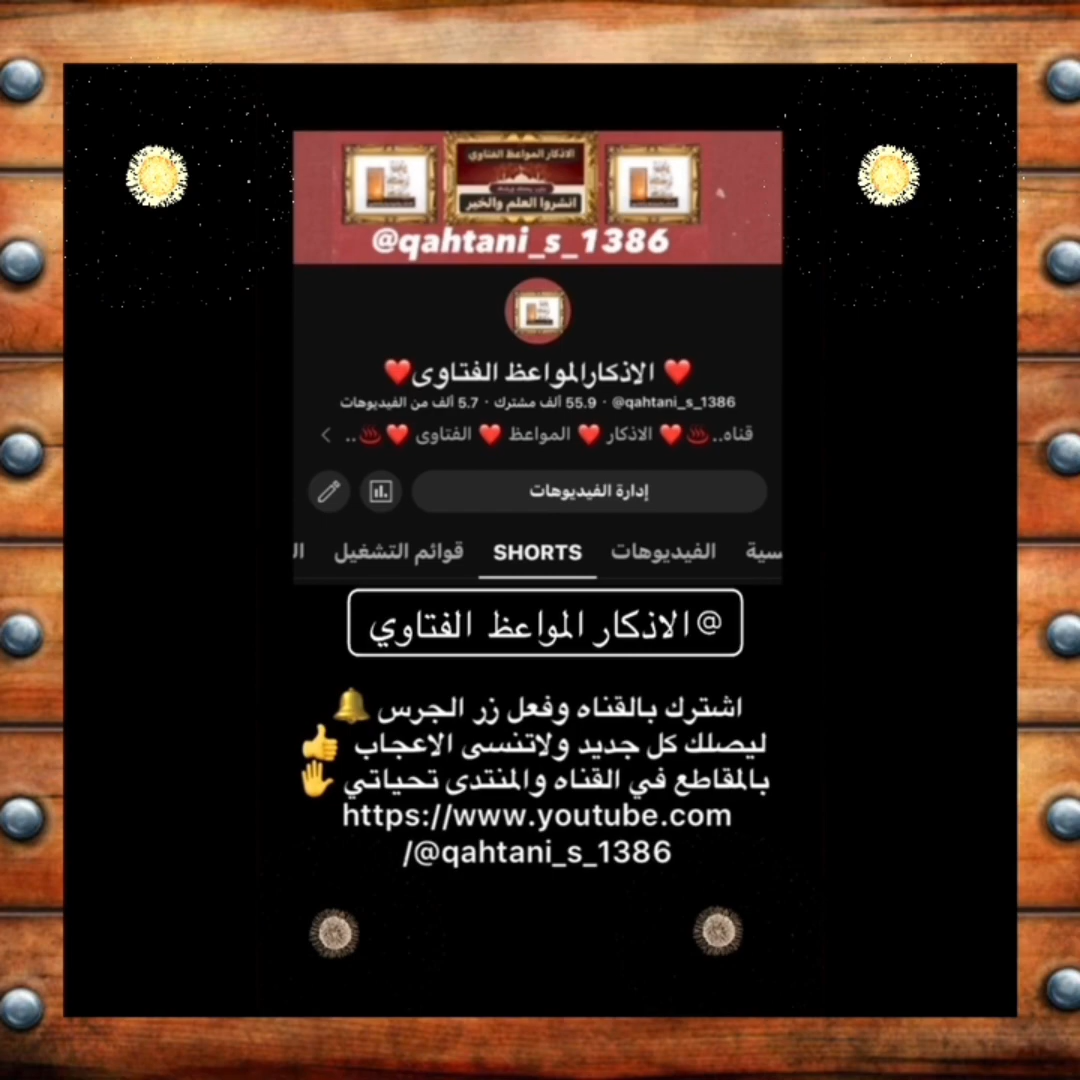 الاذكار المواعظ الفتاوي
انشروا العلم والخير
@qahtani_s_1386
❤️ الاذكارالمواعظ الفتاوى❤️
@qahtani_s_1386 · 55.9 ألف مشترك · 5.7 ألف من الفيديوهات
قناه..♨️❤️ الاذكار ❤️ المواعظ ❤️ الفتاوى ❤️♨️..
إدارة الفيديوهات
سية الفيديوهات SHORTS قوائم التشغيل ال
@الاذكار المواعظ الفتاوي
اشترك بالقناه وفعل زر الجرس 🔔
ليصلك كل جديد ولاتنسى الاعجاب 👍
بالمقاطع في القناه والمنتدى تحياتي 🖐️
https://www.youtube.com
/@qahtani_s_1386